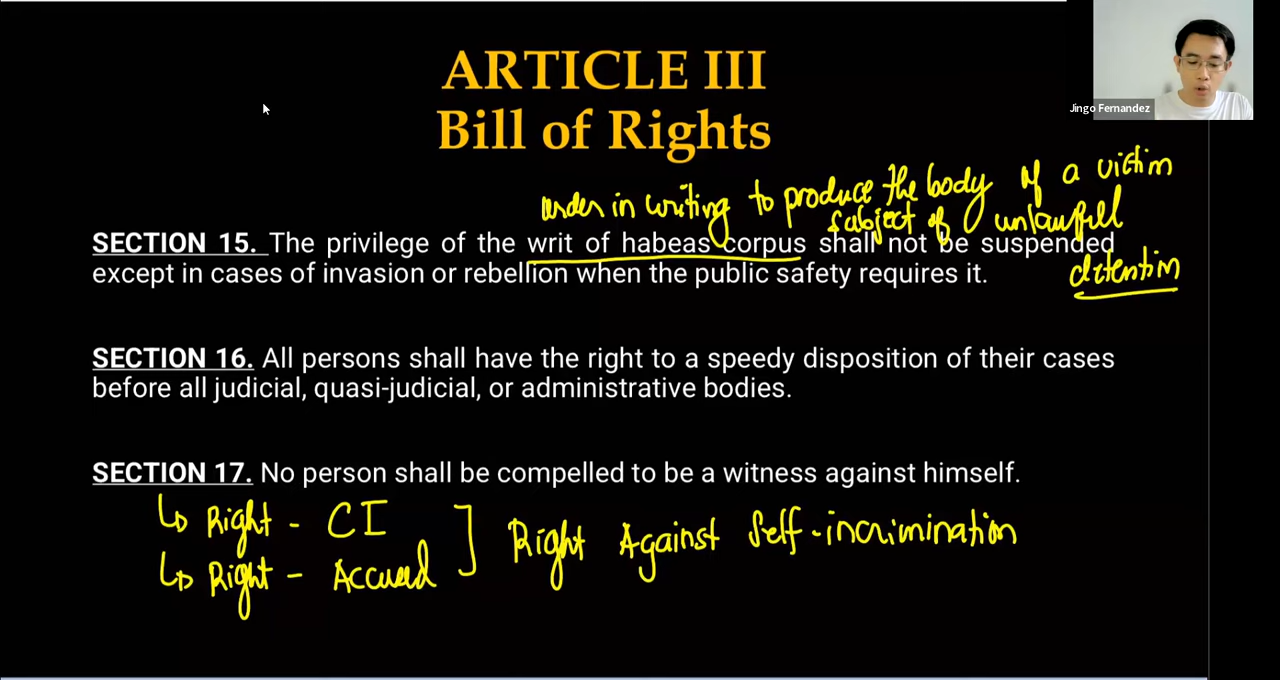 ARTICLE III
Bill of Rights
Jingo Fernandez
order in writing to produce the body of a victim
subject of unlawful
detention
SECTION 15. The privilege of the writ of habeas corpus shall not be suspended
except in cases of invasion or rebellion when the public safety requires it.
SECTION 16. All persons shall have the right to a speedy disposition of their cases
before all judicial, quasi-judicial, or administrative bodies.
SECTION 17. No person shall be compelled to be a witness against himself.
↳ Right - CI
↳ Right - Accused ] Right Against Self-incrimination